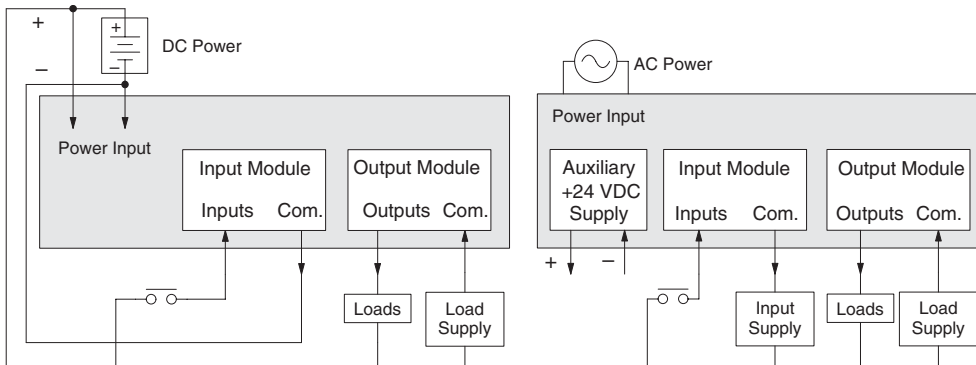 +
+
−
−
DC Power
Power Input
Input Module
Inputs Com.
Output Module
Outputs Com.
Loads
Load
Supply
AC Power
Power Input
Auxiliary
+24 VDC
Supply
+
−
Input Module
Inputs Com.
Output Module
Outputs Com.
Input
Supply
Loads
Load
Supply